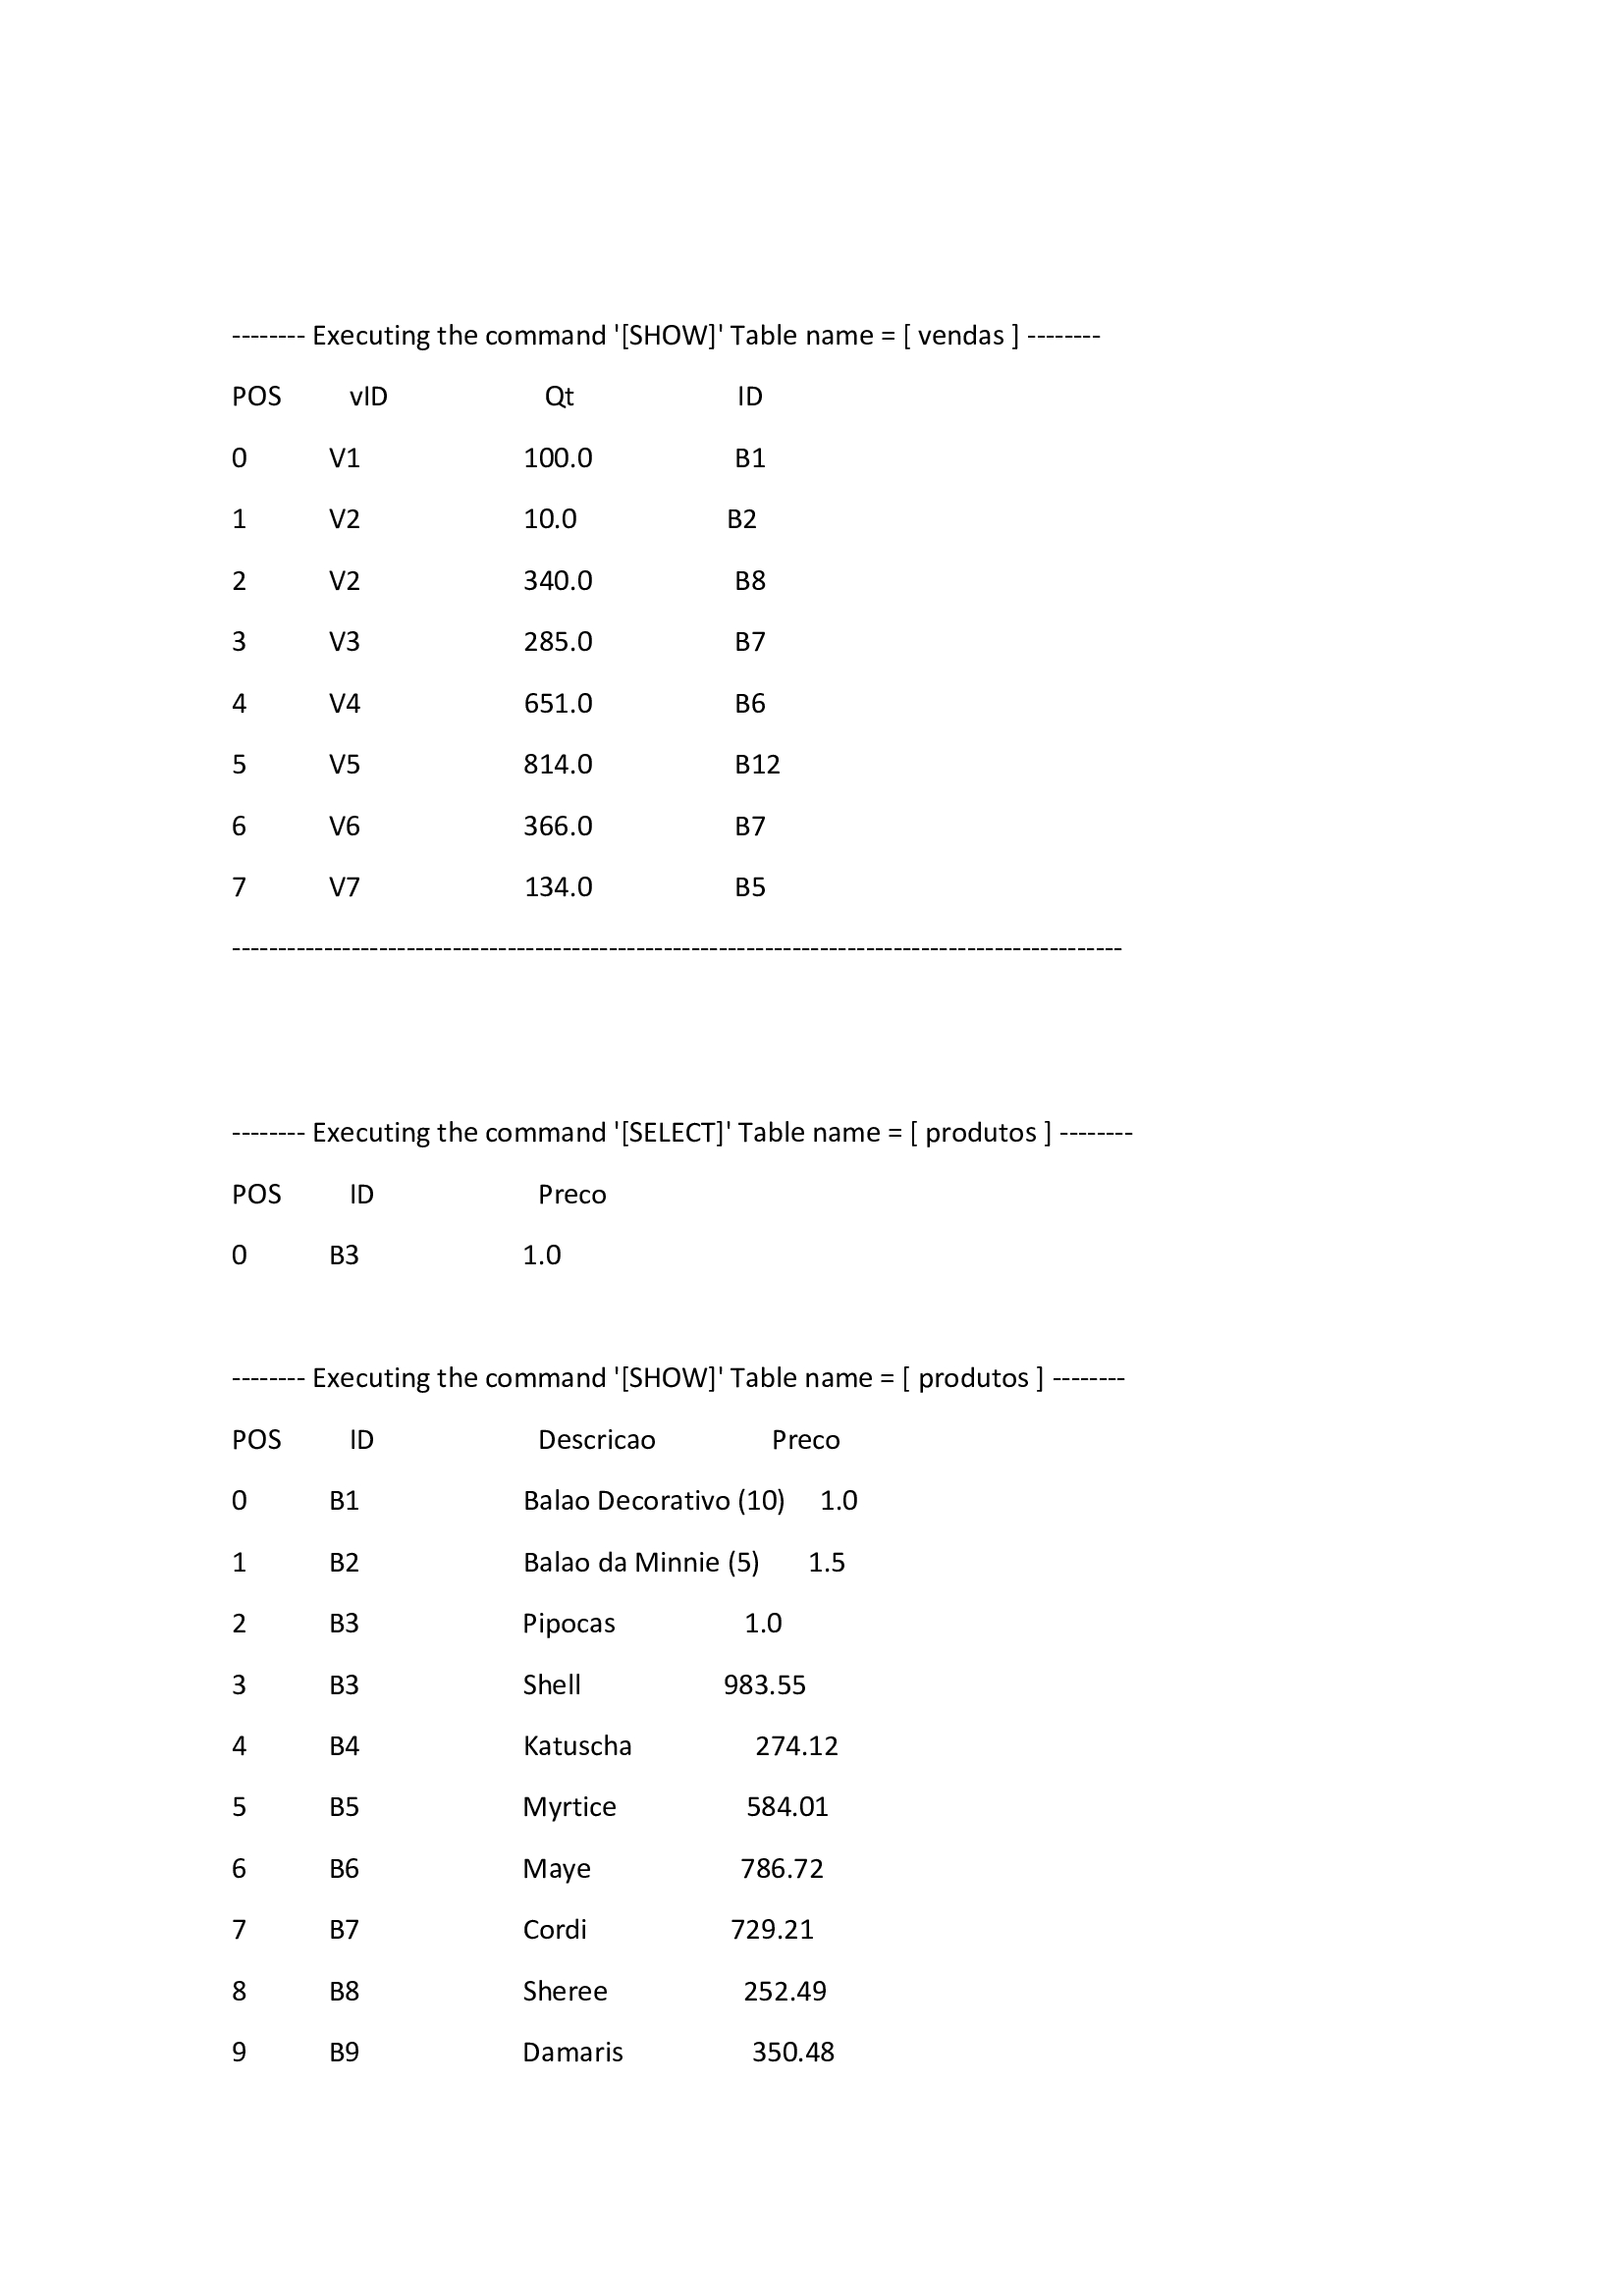 -------- Executing the command '[SHOW]' Table name = [ vendas ] --------
POS vID Qt ID
0 V1 100.0 B1
1 V2 10.0 B2
2 V2 340.0 B8
3 V3 285.0 B7
4 V4 651.0 B6
5 V5 814.0 B12
6 V6 366.0 B7
7 V7 134.0 B5
-------------------------------------------------------------------------------------------------
-------- Executing the command '[SELECT]' Table name = [ produtos ] --------
POS ID Preco
0 B3 1.0
-------- Executing the command '[SHOW]' Table name = [ produtos ] --------
POS ID Descricao Preco
0 B1 Balao Decorativo (10) 1.0
1 B2 Balao da Minnie (5) 1.5
2 B3 Pipocas 1.0
3 B3 Shell 983.55
4 B4 Katuscha 274.12
5 B5 Myrtice 584.01
6 B6 Maye 786.72
7 B7 Cordi 729.21
8 B8 Sheree 252.49
9 B9 Damaris 350.48